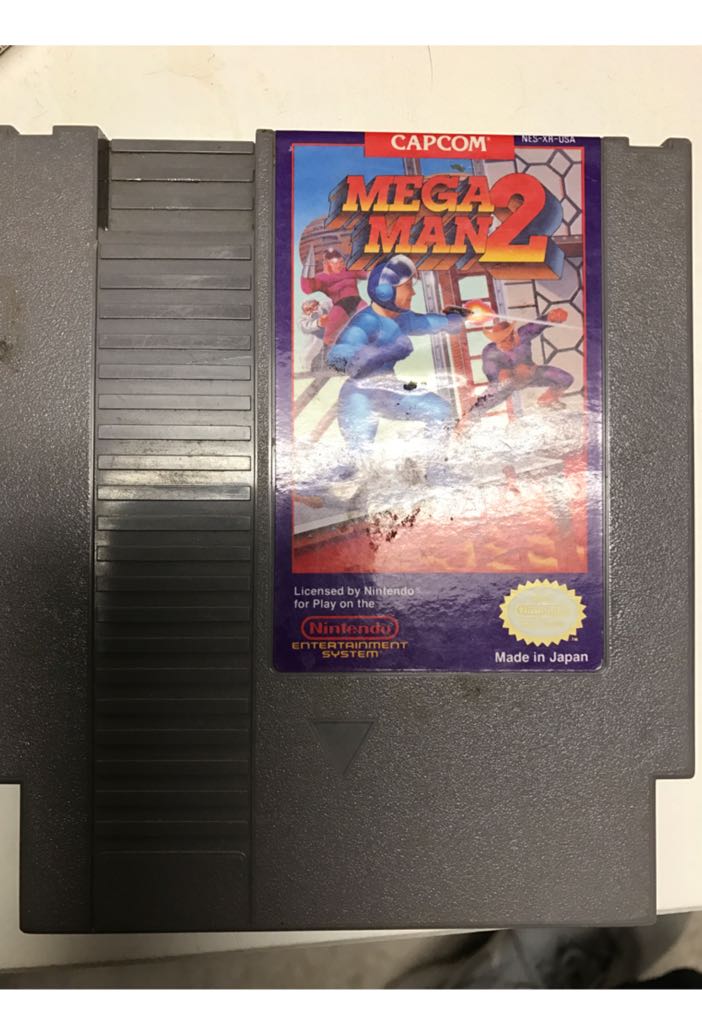 CAPCOM®
NES-XR-USA
MEGA
MAN 2
Licensed by Nintendo®
for Play on the
Nintendo
ENTERTAINMENT
SYSTEM™
Made in Japan